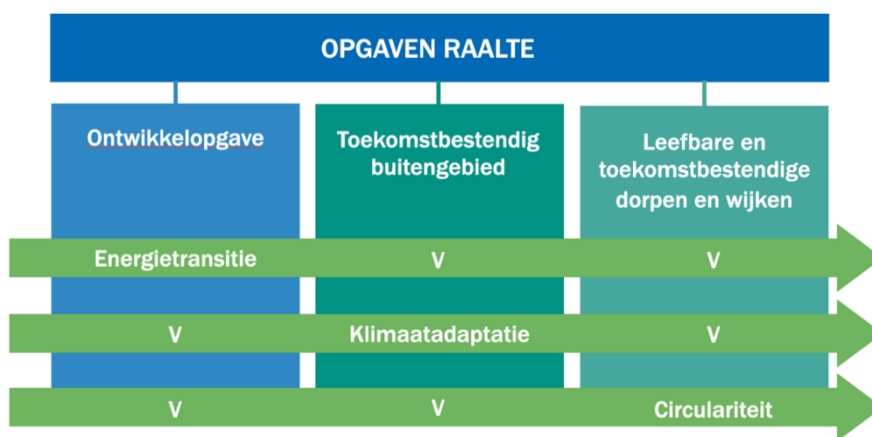 OPGAVEN RAALTE
Ontwikkelopgave
Toekomstbestendig
buitengebied
Leefbare en
toekomstbestendige
dorpen en wijken
Energietransitie V V
V Klimaatadaptatie V
V V Circulariteit